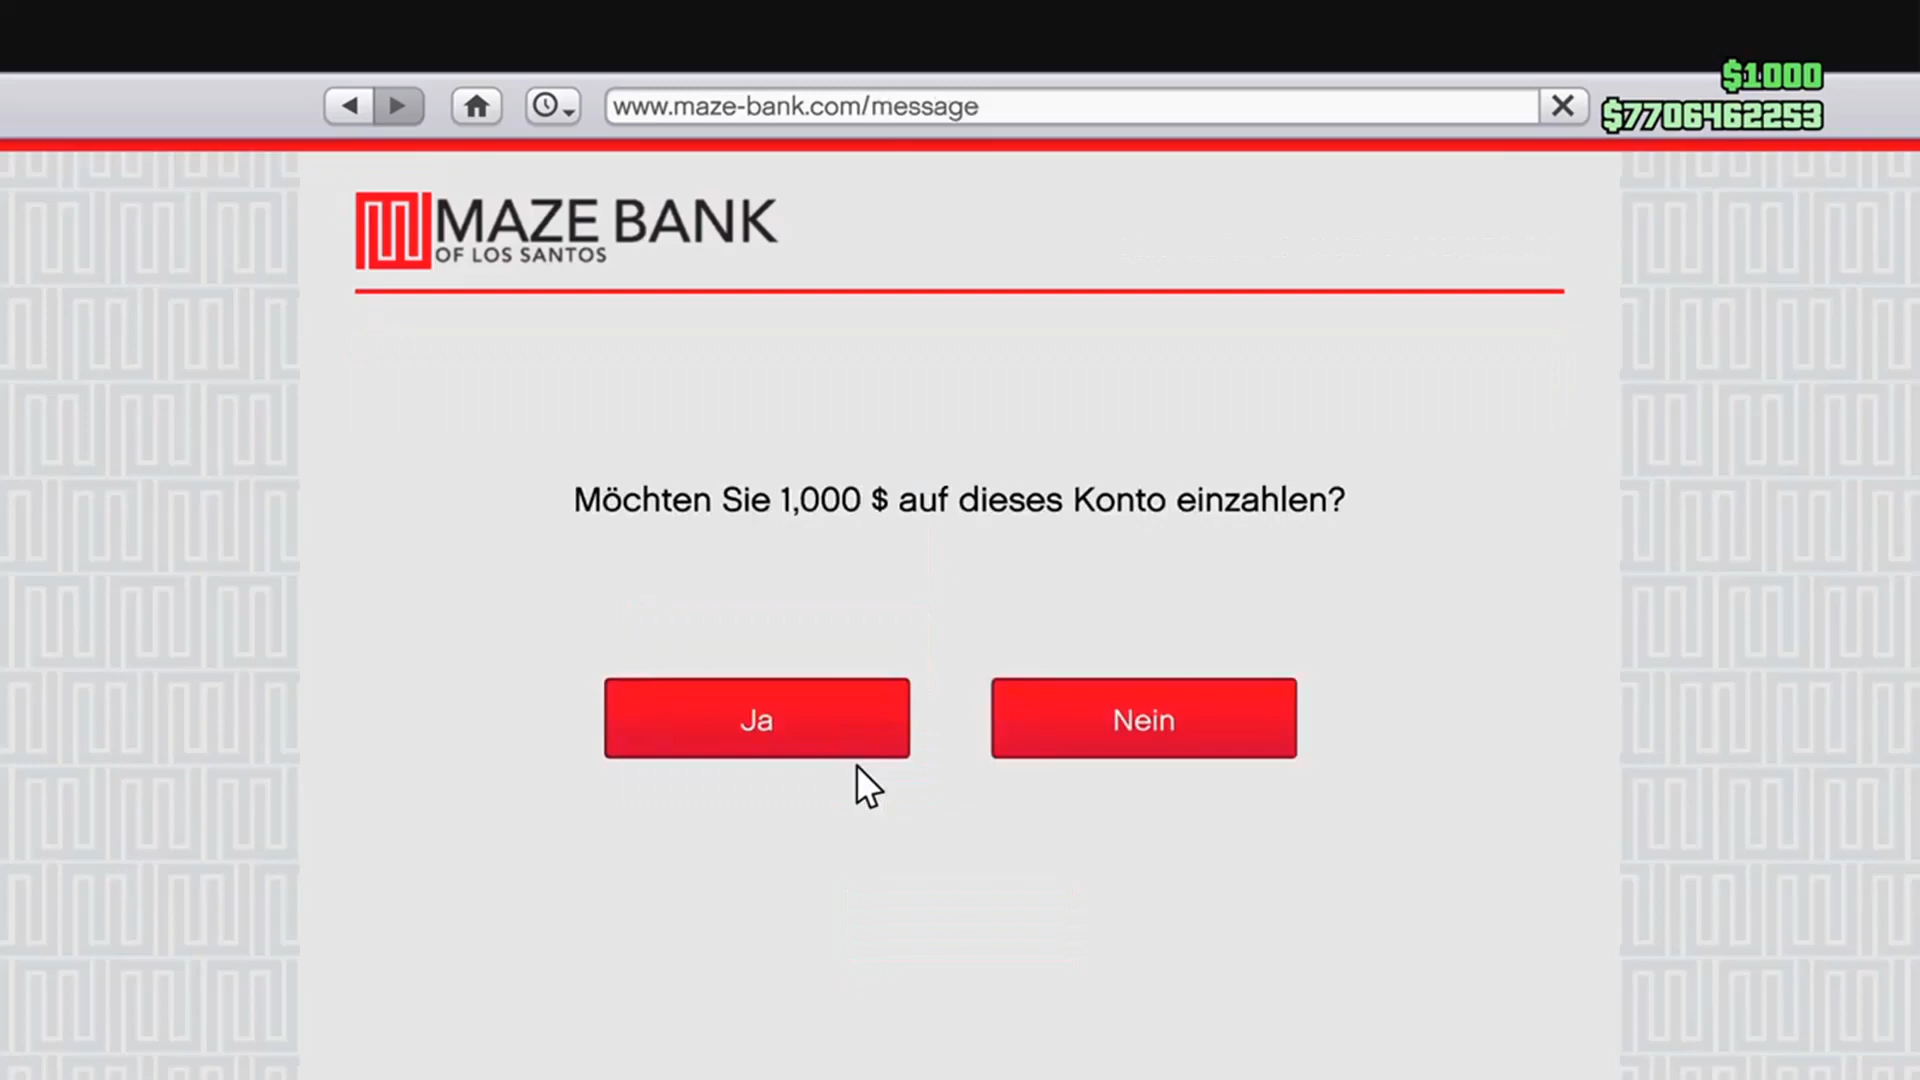 $1000
www.maze-bank.com/message
$7706462253
MAZE BANK
OF LOS SANTOS
Möchten Sie 1,000 $ auf dieses Konto einzahlen?
Ja
Nein